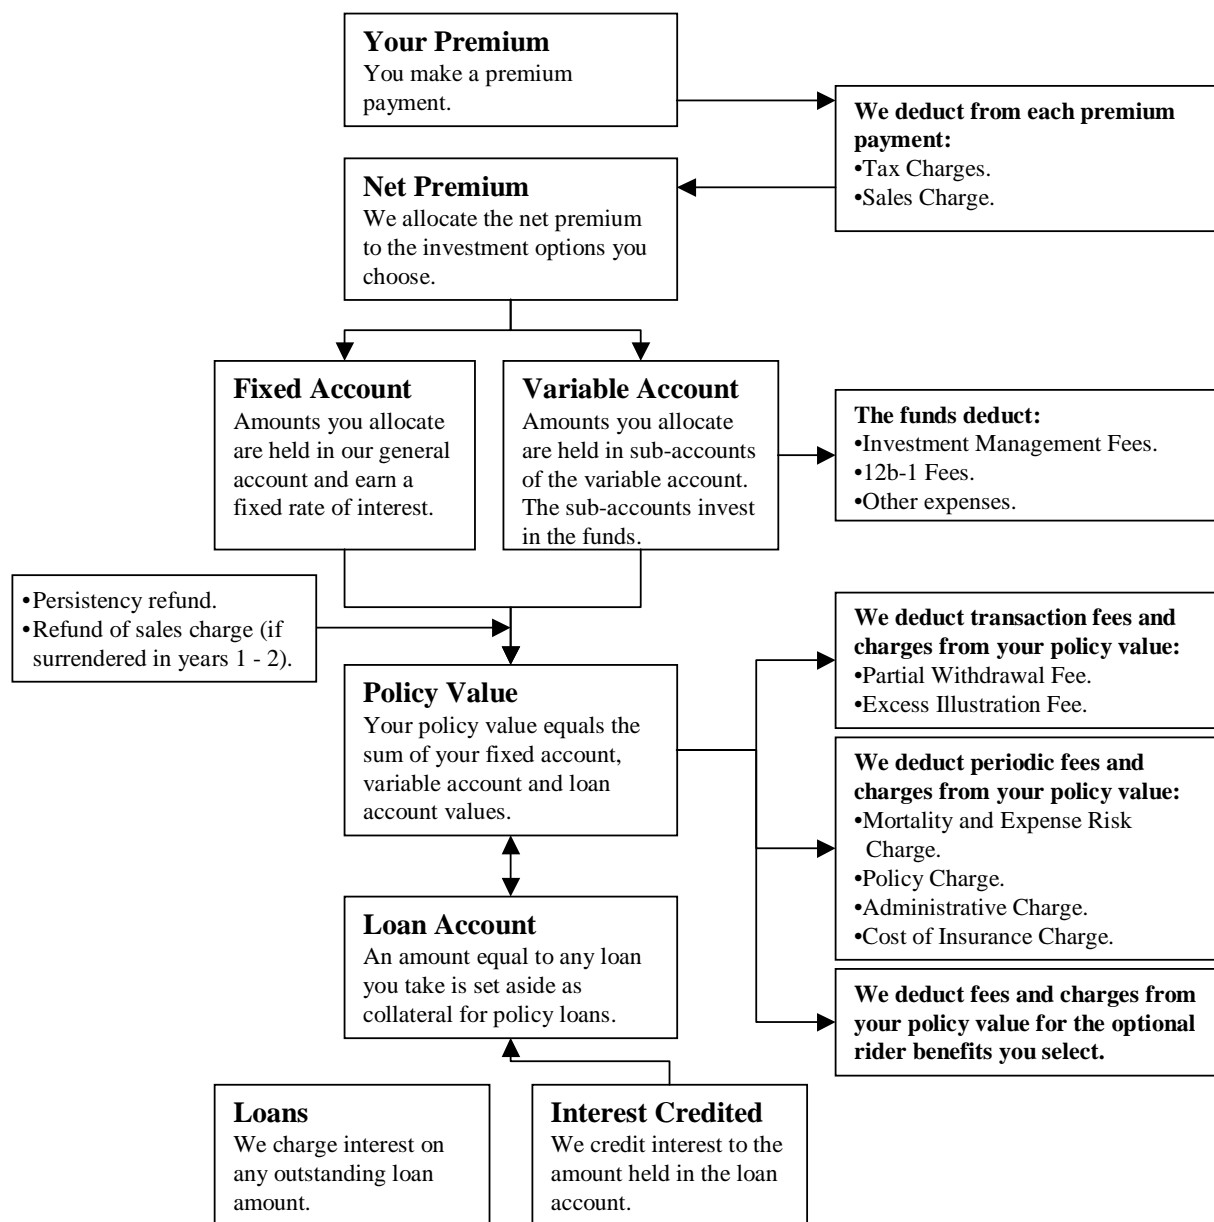 Your Premium
You make a premium
payment.
We deduct from each premium
payment:
•Tax Charges.
•Sales Charge.
Net Premium
We allocate the net premium
to the investment options you
choose.
Fixed Account
Amounts you allocate
are held in our general
account and earn a
fixed rate of interest.
Variable Account
Amounts you allocate
are held in sub-accounts
of the variable account.
The sub-accounts invest
in the funds.
The funds deduct:
•Investment Management Fees.
•12b-1 Fees.
•Other expenses.
•Persistency refund.
•Refund of sales charge (if
surrendered in years 1 - 2).
Policy Value
Your policy value equals the
sum of your fixed account,
variable account and loan
account values.
We deduct transaction fees and
charges from your policy value:
•Partial Withdrawal Fee.
•Excess Illustration Fee.
We deduct periodic fees and
charges from your policy value:
•Mortality and Expense Risk
Charge.
•Policy Charge.
•Administrative Charge.
•Cost of Insurance Charge.
Loan Account
An amount equal to any loan
you take is set aside as
collateral for policy loans.
We deduct fees and charges from
your policy value for the optional
rider benefits you select.
Loans
We charge interest on
any outstanding loan
amount.
Interest Credited
We credit interest to the
amount held in the loan
account.